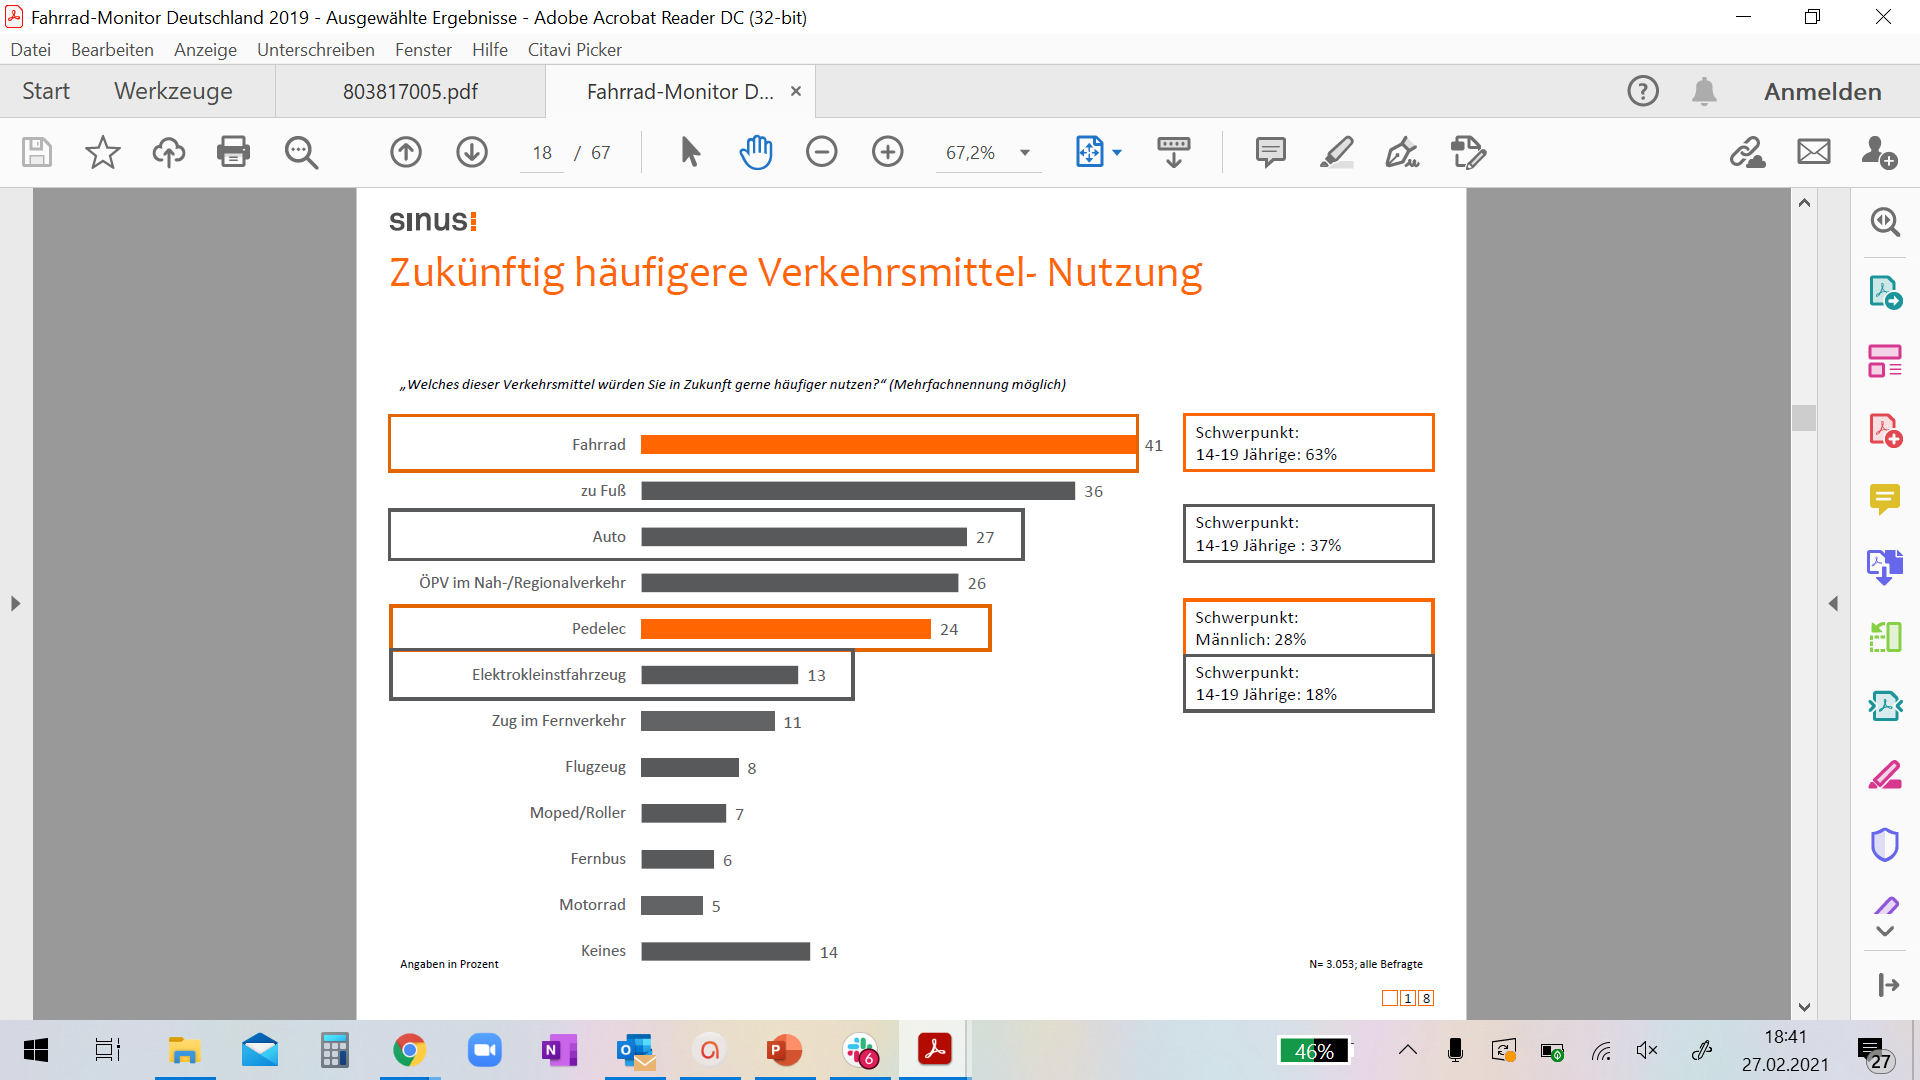 Fahrrad-Monitor Deutschland 2019 - Ausgewählte Ergebnisse - Adobe Acrobat Reader DC (32-bit)
Datei Bearbeiten Anzeige Unterschreiben Fenster Hilfe Citavi Picker
Start Werkzeuge 803817005.pdf Fahrrad-Monitor D... Anmelden
18 / 67 67,2%
sınus
Zukünftig häufigere Verkehrsmittel- Nutzung
„Welches dieser Verkehrsmittel würden Sie in Zukunft gerne häufiger nutzen?“ (Mehrfachnennung möglich)
Fahrrad 41
Schwerpunkt:
14-19 Jährige: 63%
zu Fuß 36
Auto 27
Schwerpunkt:
14-19 Jährige : 37%
ÖPV im Nah-/Regionalverkehr 26
Pedelec 24
Schwerpunkt:
Männlich: 28%
Elektrokleinstfahrzeug 13
Schwerpunkt:
14-19 Jährige: 18%
Zug im Fernverkehr 11
Flugzeug 8
Moped/Roller 7
Fernbus 6
Motorrad 5
Keines 14
Angaben in Prozent
N= 3.053; alle Befragte
1 8
46%
18:41
27.02.2021
27
6